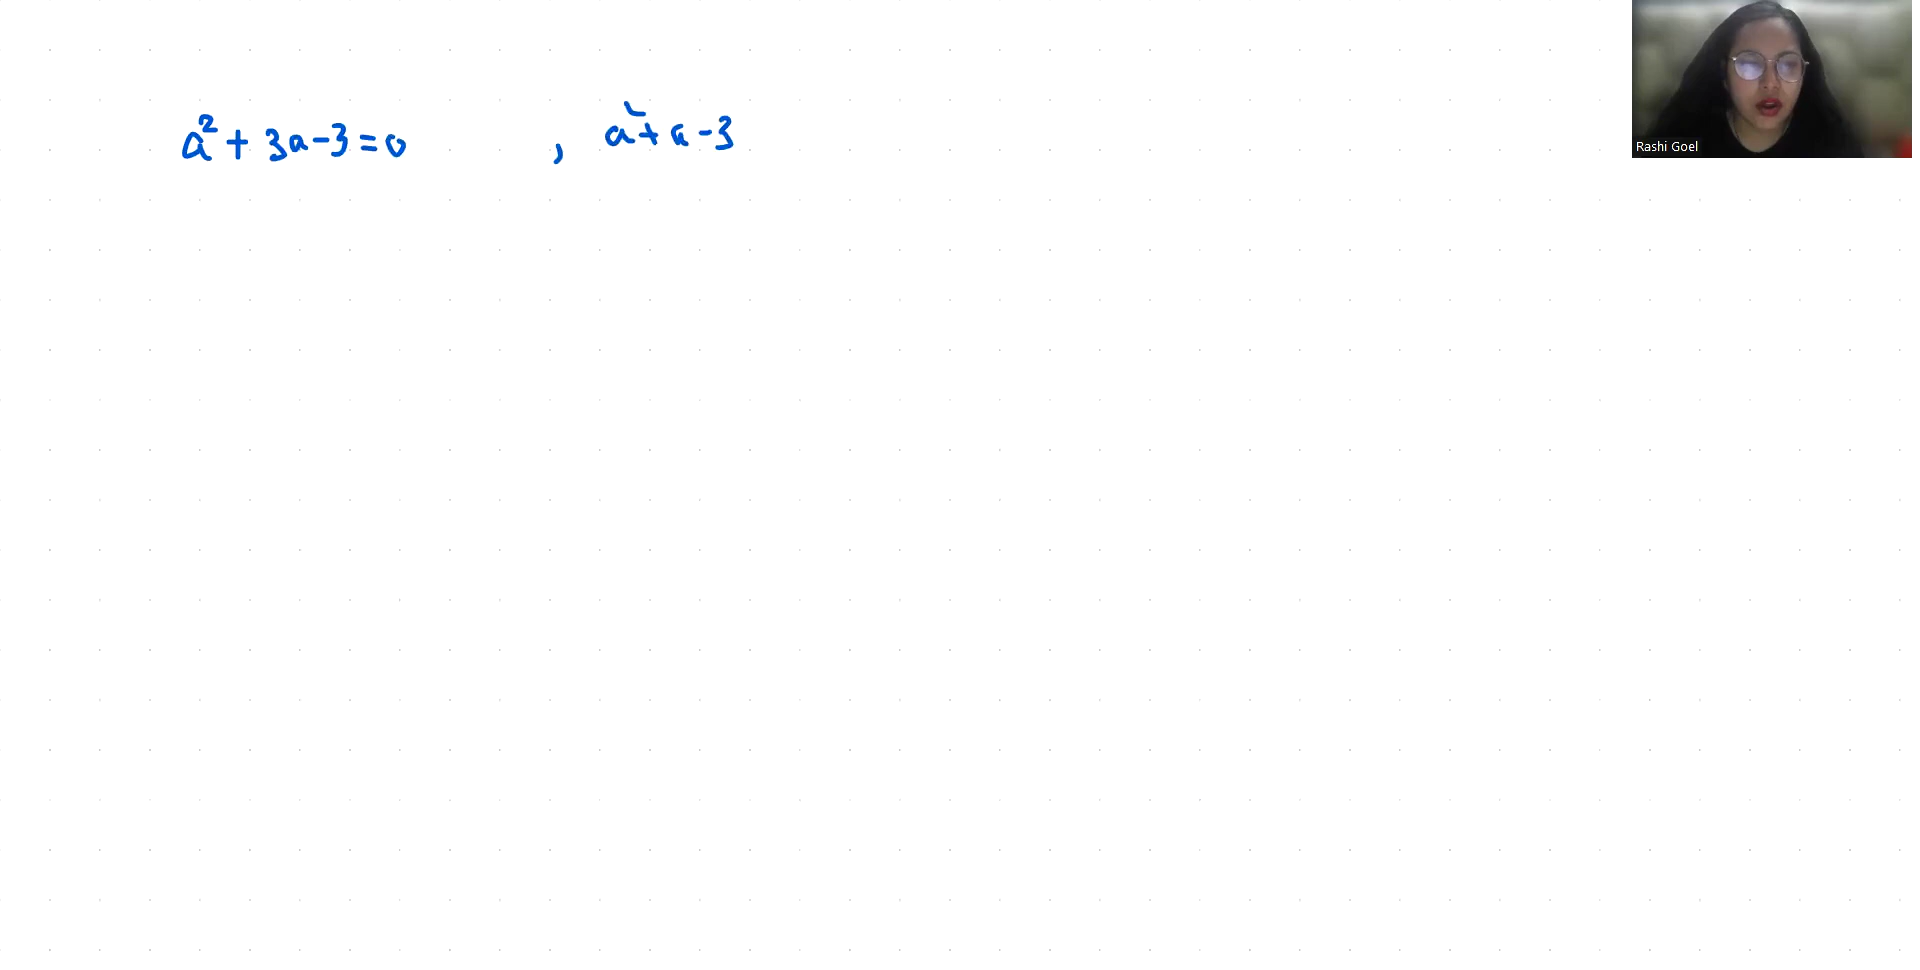 a² + 3a - 3 = 0 , a² + a - 3
Rashi Goel